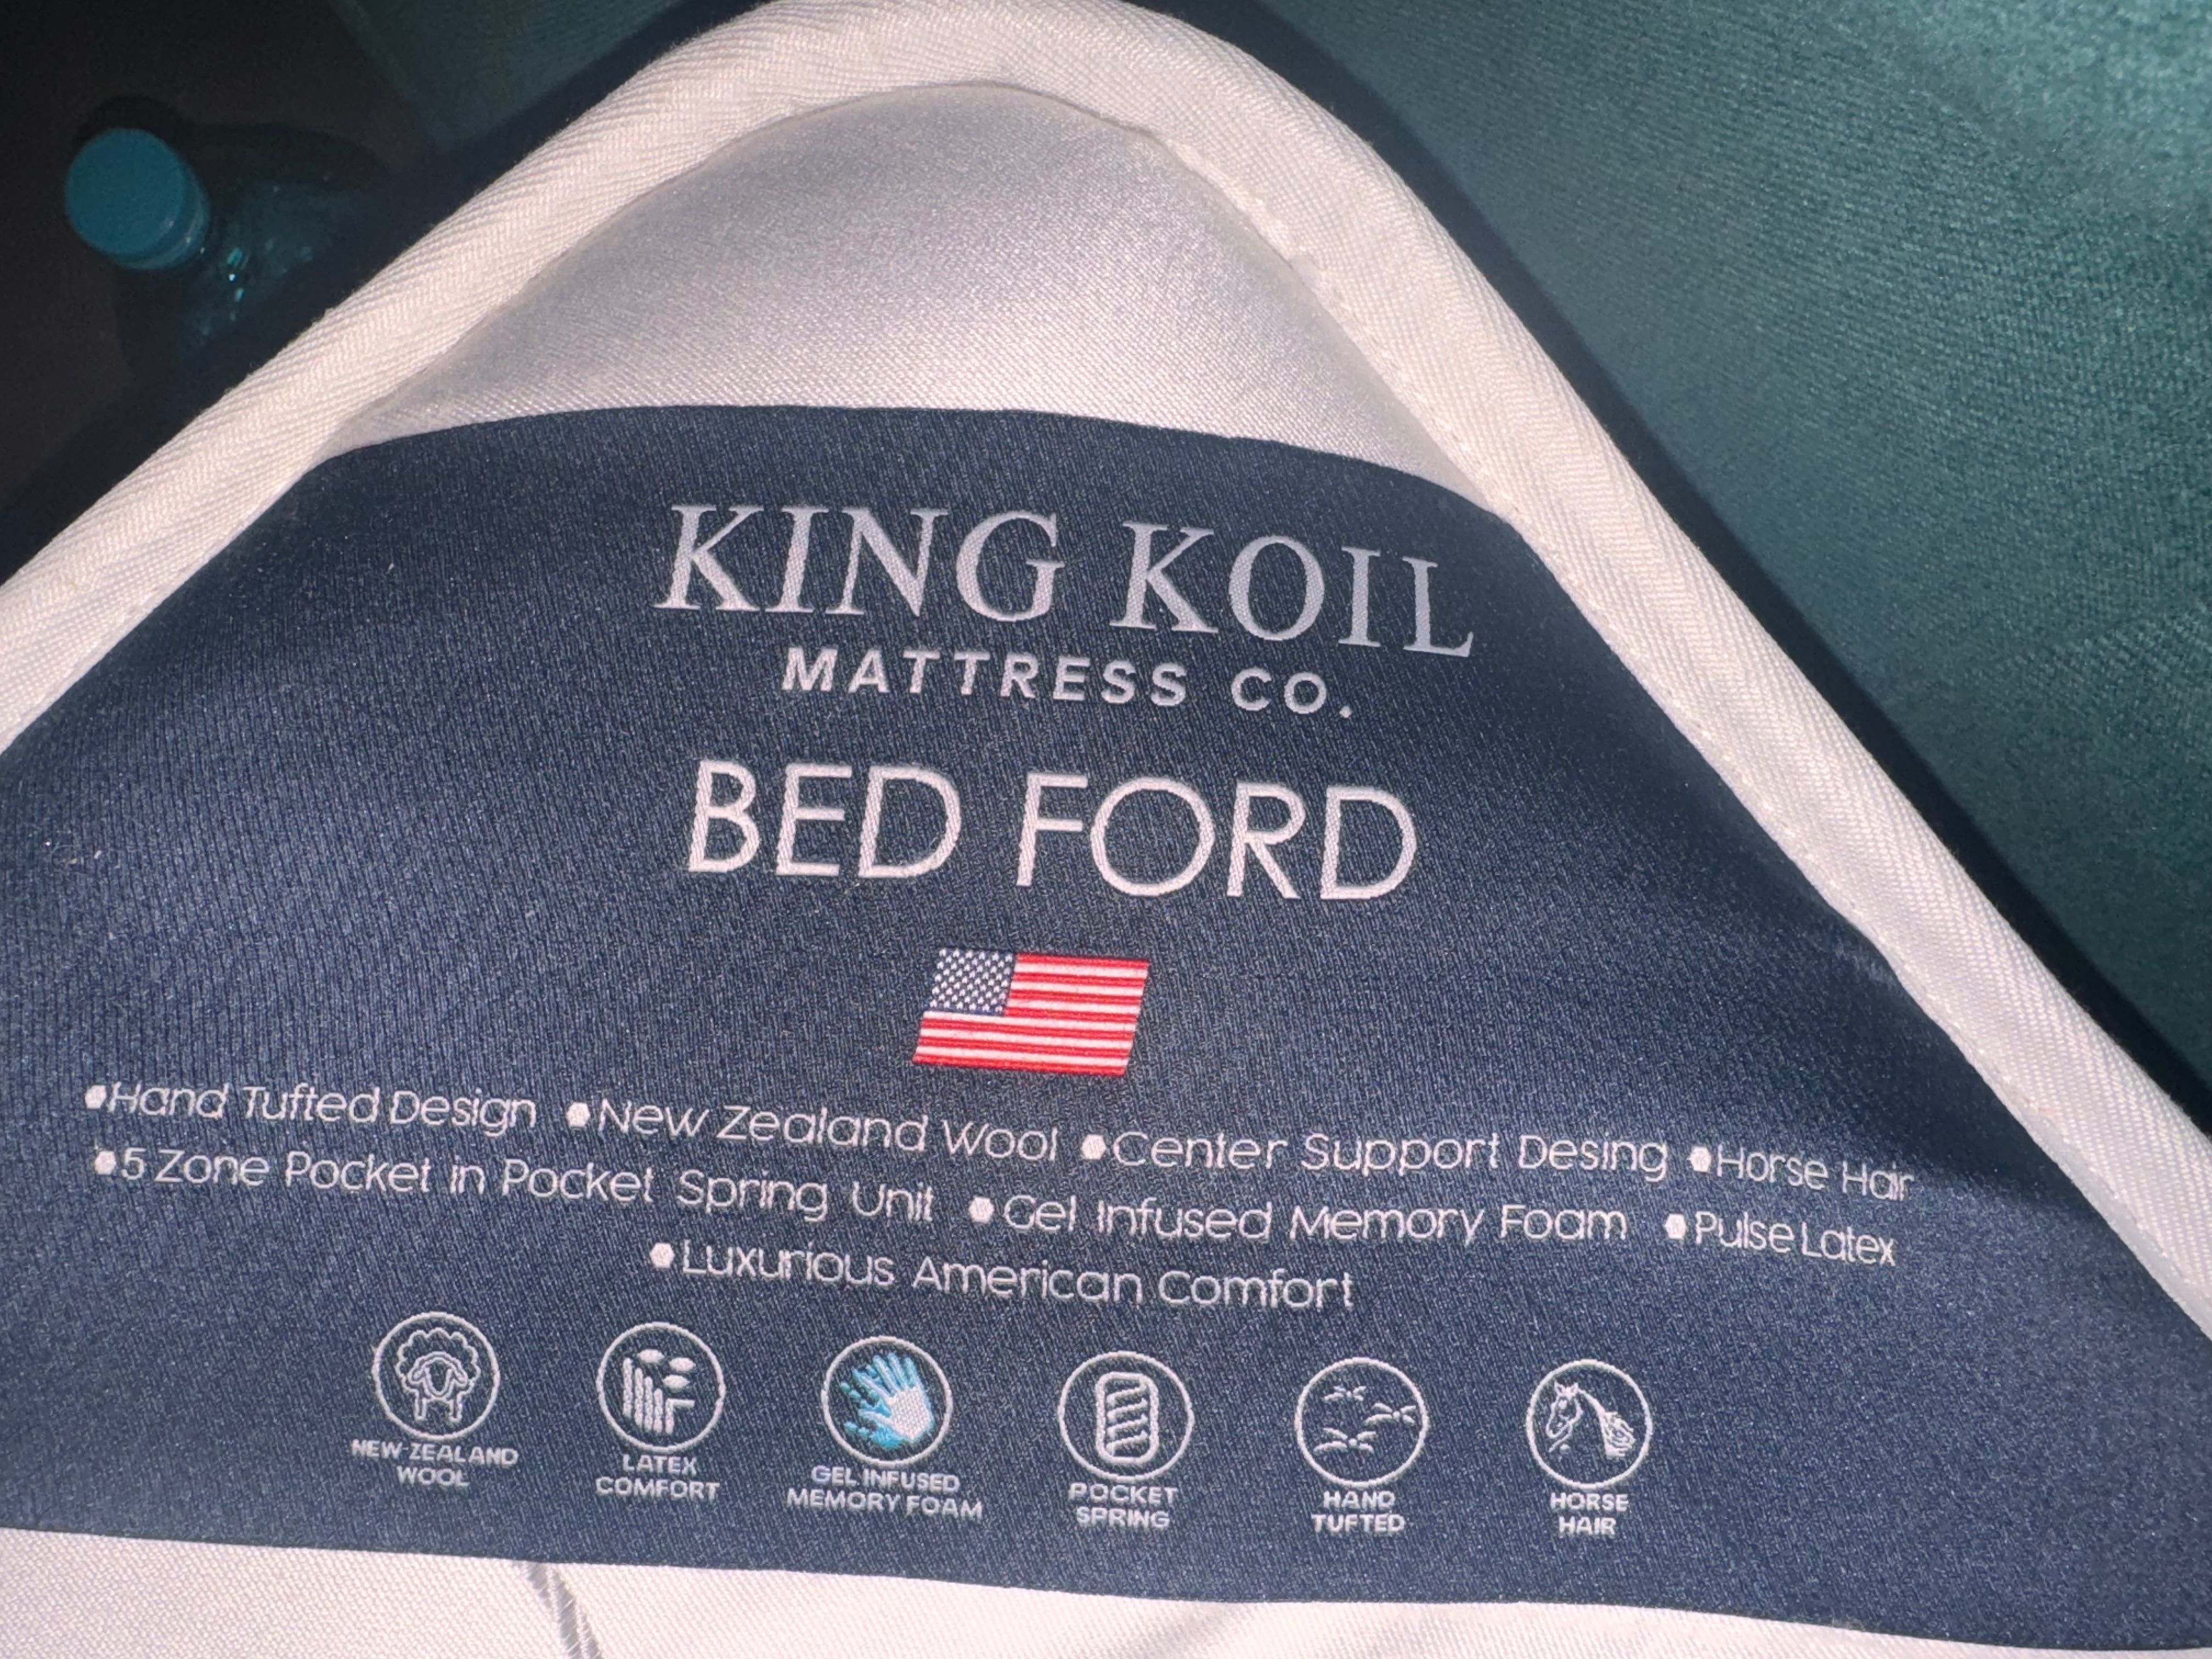 KING KOIL
MATTRESS CO.
BED FORD
•Hand Tufted Design •New Zealand Wool •Center Support Desing •Horse Hair
•5 Zone Pocket in Pocket Spring Unit •Gel Infused Memory Foam •Pulse Latex
•Luxurious American Comfort
NEW ZEALAND
WOOL
LATEX
COMFORT
GEL INFUSED
MEMORY FOAM
POCKET
SPRING
HAND
TUFTED
HORSE
HAIR